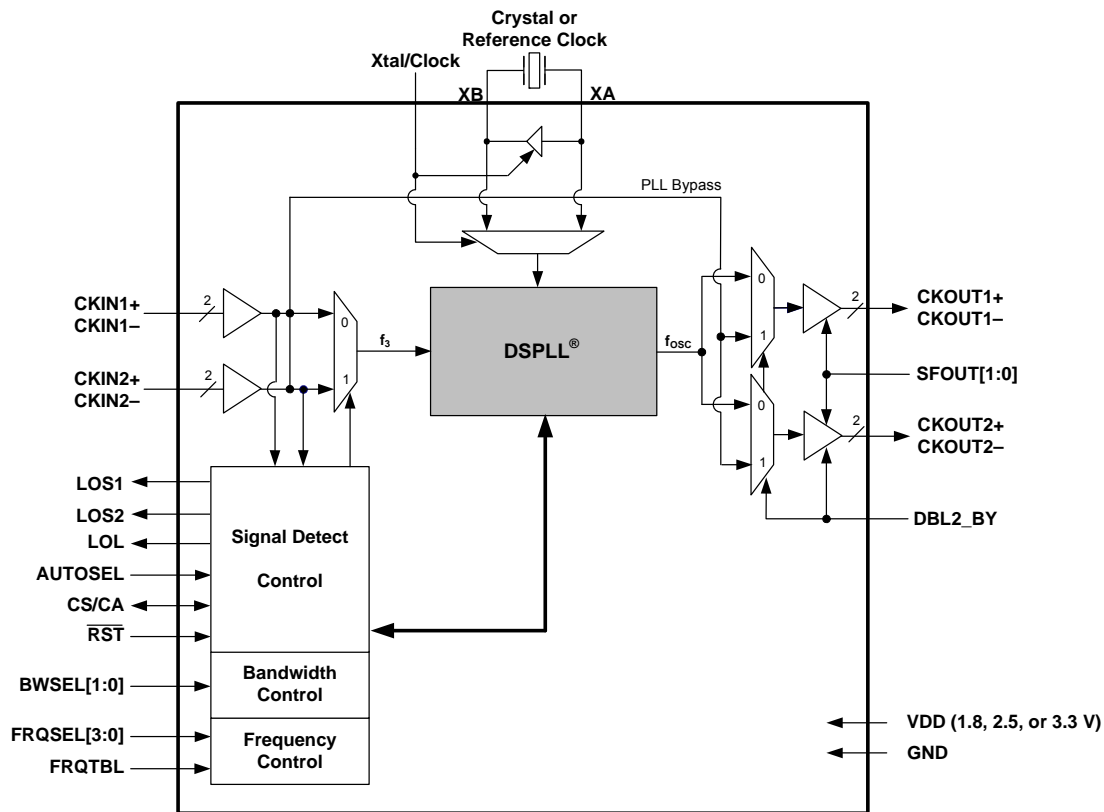 Crystal or
Reference Clock
Xtal/Clock
XB
XA
PLL Bypass
CKIN1+
CKIN1–
2
0
f3
DSPLL®
fosc
0
1
2
CKOUT1+
CKOUT1–
SFOUT[1:0]
CKIN2+
CKIN2–
2
1
0
1
2
CKOUT2+
CKOUT2–
DBL2_BY
LOS1
LOS2
LOL
AUTOSEL
CS/CA
RST
Signal Detect
Control
BWSEL[1:0]
Bandwidth
Control
FRQSEL[3:0]
FRQTBL
Frequency
Control
VDD (1.8, 2.5, or 3.3 V)
GND